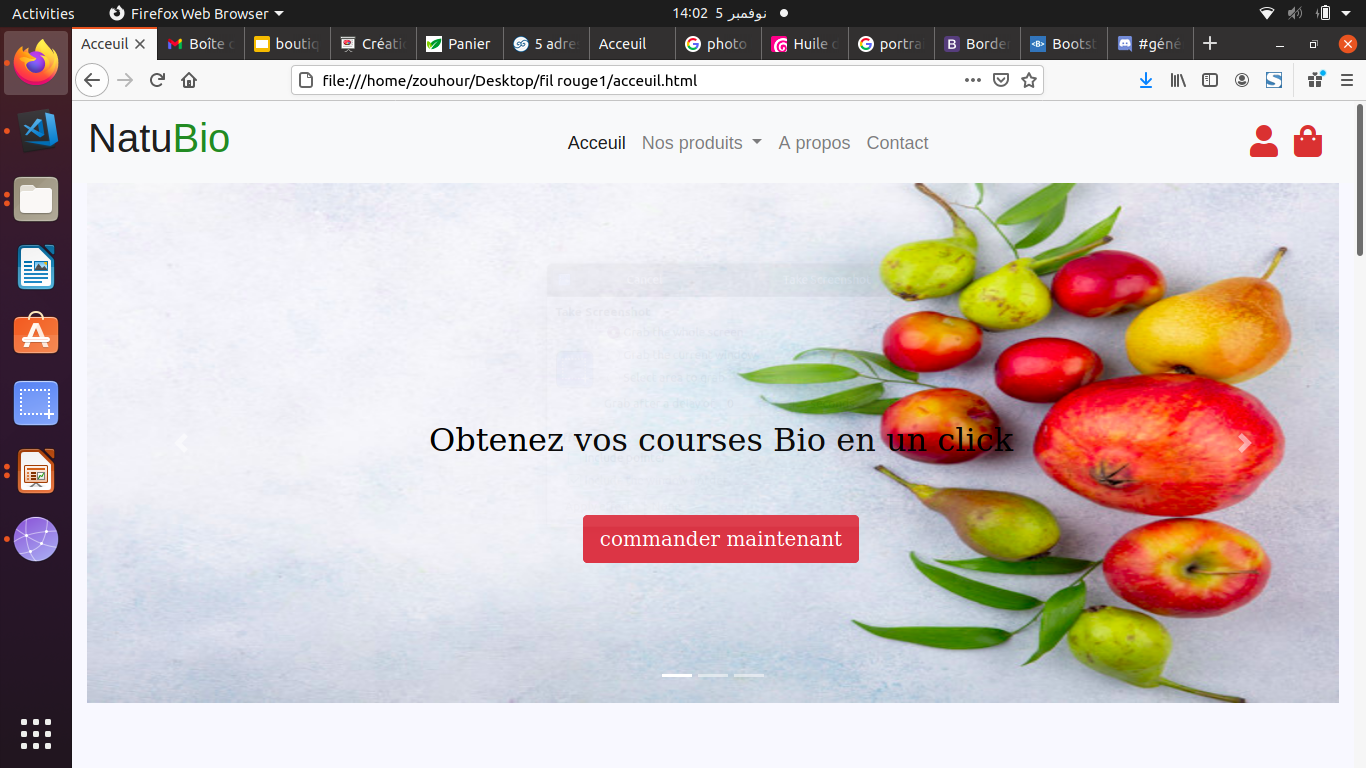 Activities Firefox Web Browser 14:02 5 نوفمبر
Acceuil Boîte boutiq Créatio Panier 5 adre Acceuil photo Huile portra Border Bootst #géné
file:///home/zouhour/Desktop/fil rouge1/acceuil.html
NatuBio Acceuil Nos produits A propos Contact
Take Screenshot
Obtenez vos courses Bio en un click
commander maintenant